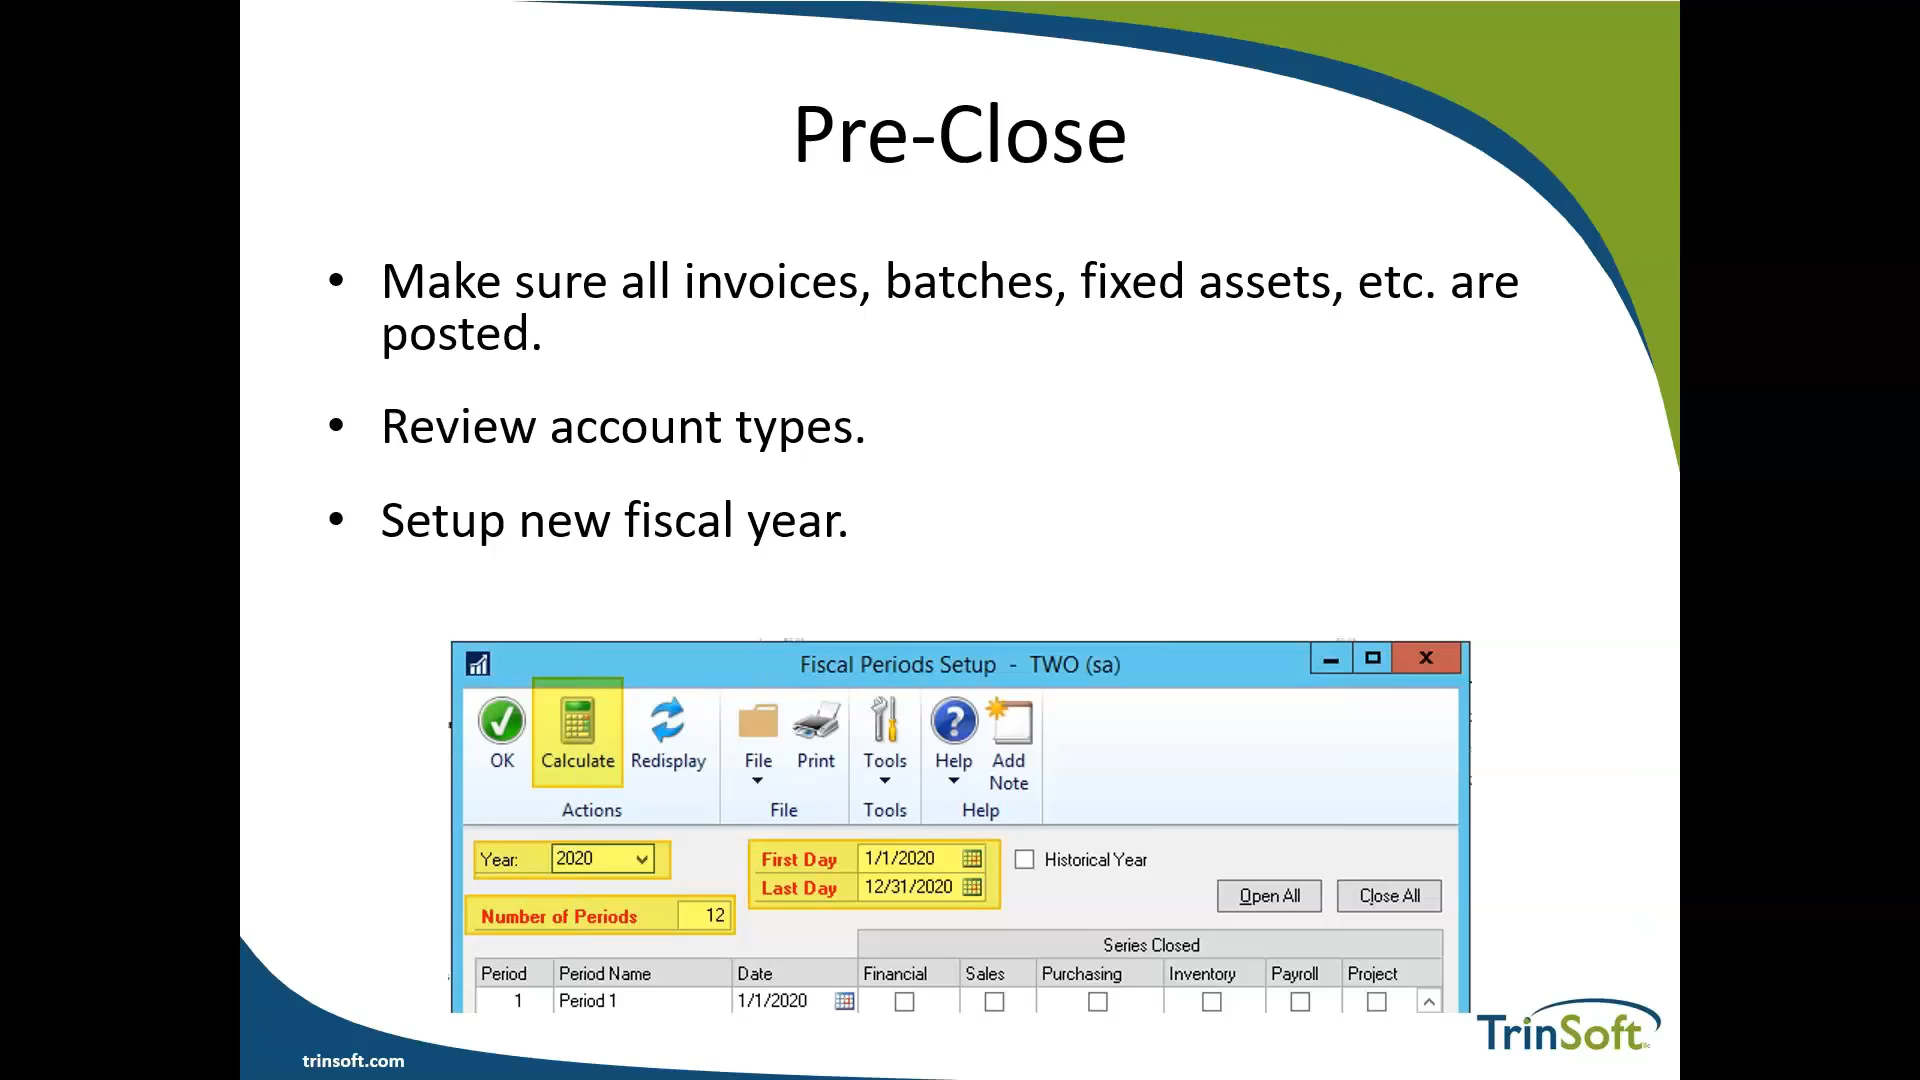 Pre-Close
• Make sure all invoices, batches, fixed assets, etc. are
posted.
• Review account types.
• Setup new fiscal year.
Fiscal Periods Setup - TWO (sa)
OK Calculate Redisplay File Print Tools Help Add
Note
Actions File Tools Help
Year: 2020 First Day 1/1/2020 Historical Year
Last Day 12/31/2020
Open All Close All
Number of Periods 12
Series Closed
Period Period Name Date Financial Sales Purchasing Inventory Payroll Project
1 Period 1 1/1/2020
TrinSoft llc
trinsoft.com